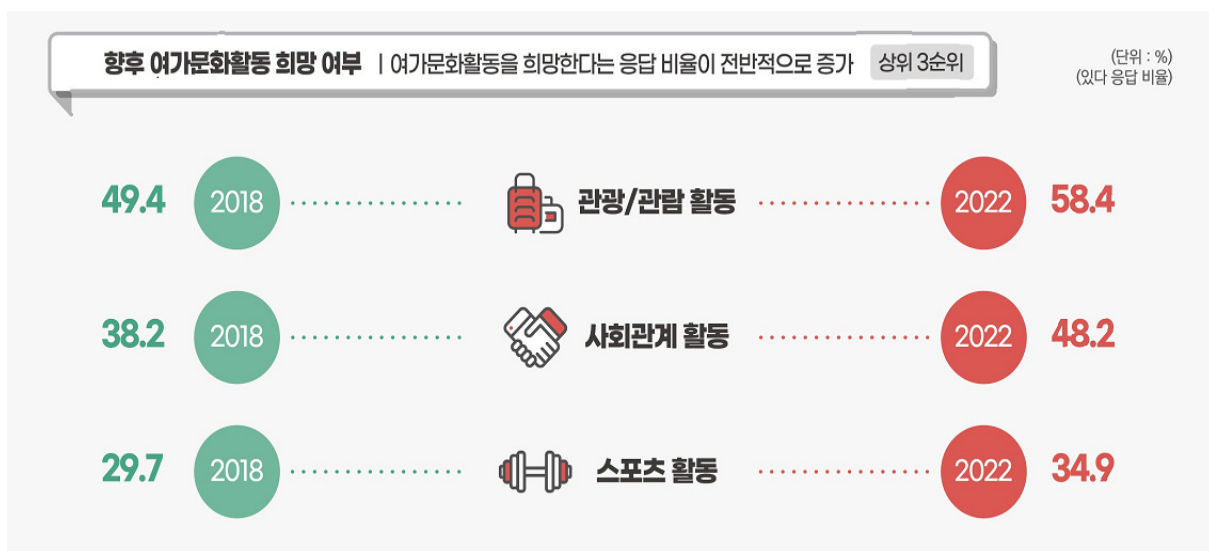 향후 여가문화활동 희망 여부 | 여가문화활동을 희망한다는 응답 비율이 전반적으로 증가 상위 3순위
(단위 : %)
(있다 응답 비율)
49.4 2018 관광/관람 활동 2022 58.4
38.2 2018 사회관계 활동 2022 48.2
29.7 2018 스포츠 활동 2022 34.9